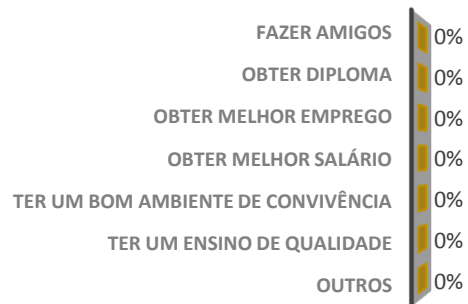 FAZER AMIGOS 0%
OBTER DIPLOMA 0%
OBTER MELHOR EMPREGO 0%
OBTER MELHOR SALÁRIO 0%
TER UM BOM AMBIENTE DE CONVIVÊNCIA 0%
TER UM ENSINO DE QUALIDADE 0%
OUTROS 0%